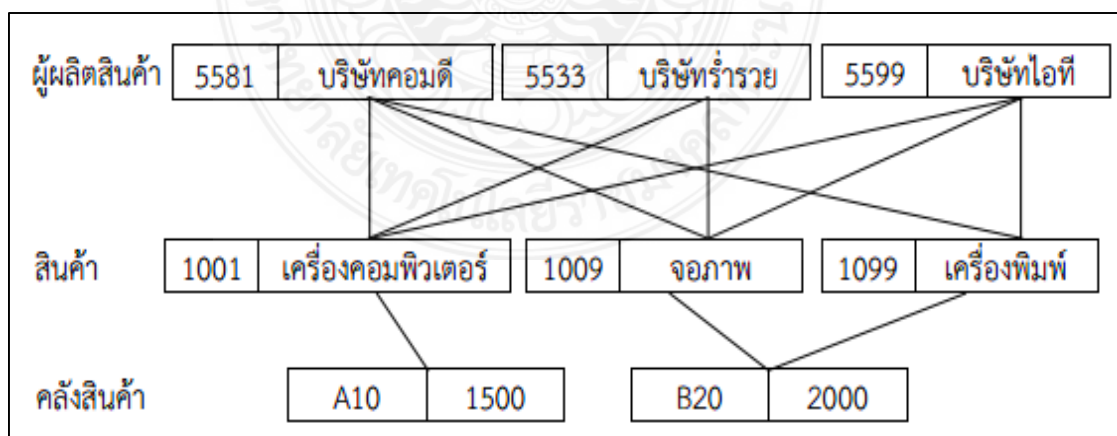 ผู้ผลิตสินค้า 5581 บริษัทคอมดี 5533 บริษัทร่ำรวย 5599 บริษัทไอที
สินค้า 1001 เครื่องคอมพิวเตอร์ 1009 จอภาพ 1099 เครื่องพิมพ์
คลังสินค้า A10 1500 B20 2000